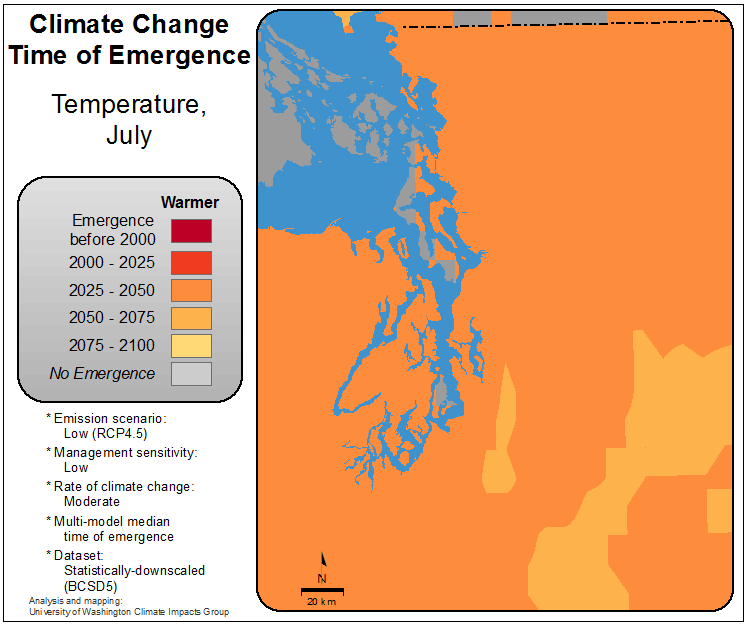 Climate Change
Time of Emergence
Temperature,
July
Warmer
Emergence
before 2000
2000 - 2025
2025 - 2050
2050 - 2075
2075 - 2100
No Emergence
* Emission scenario:
Low (RCP4.5)
* Management sensitivity:
Low
* Rate of climate change:
Moderate
* Multi-model median
time of emergence
* Dataset:
Statistically-downscaled
(BCSD5)
Analysis and mapping:
University of Washington Climate Impacts Group
N
20 km